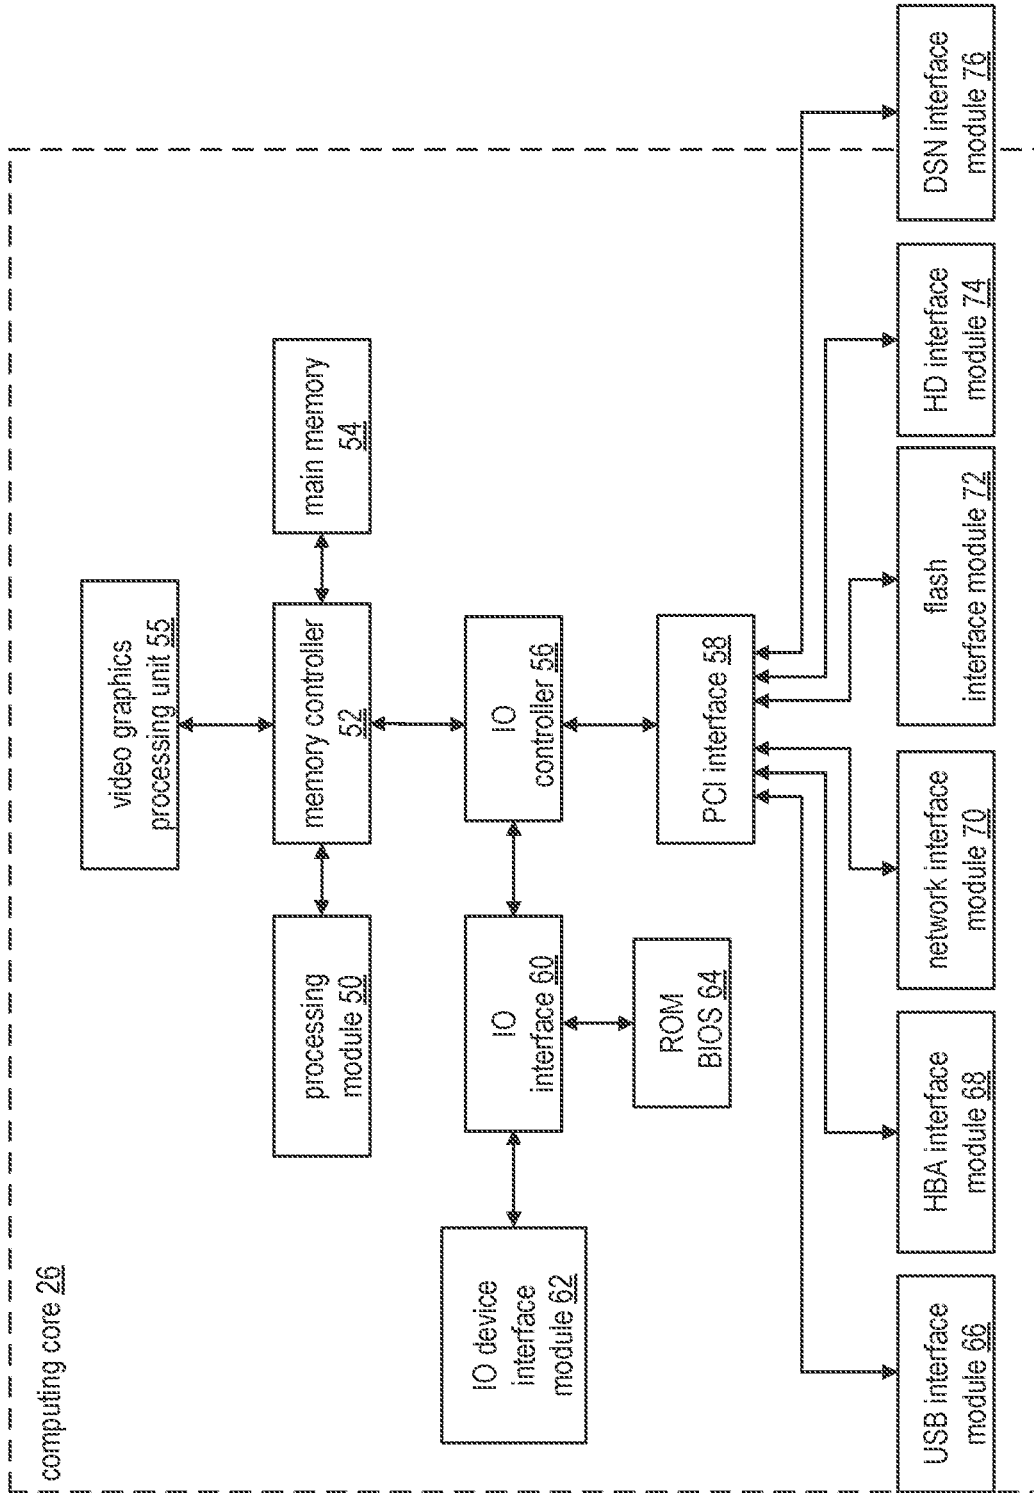 computing core 26
video graphics
processing unit 55
processing
module 50
memory controller
52
main memory
54
IO device
interface
module 62
IO
interface 60
IO
controller 56
ROM
BIOS 64
PCI interface 58
USB interface
module 66
HBA interface
module 68
network interface
module 70
flash
interface module 72
HD interface
module 74
DSN interface
module 76